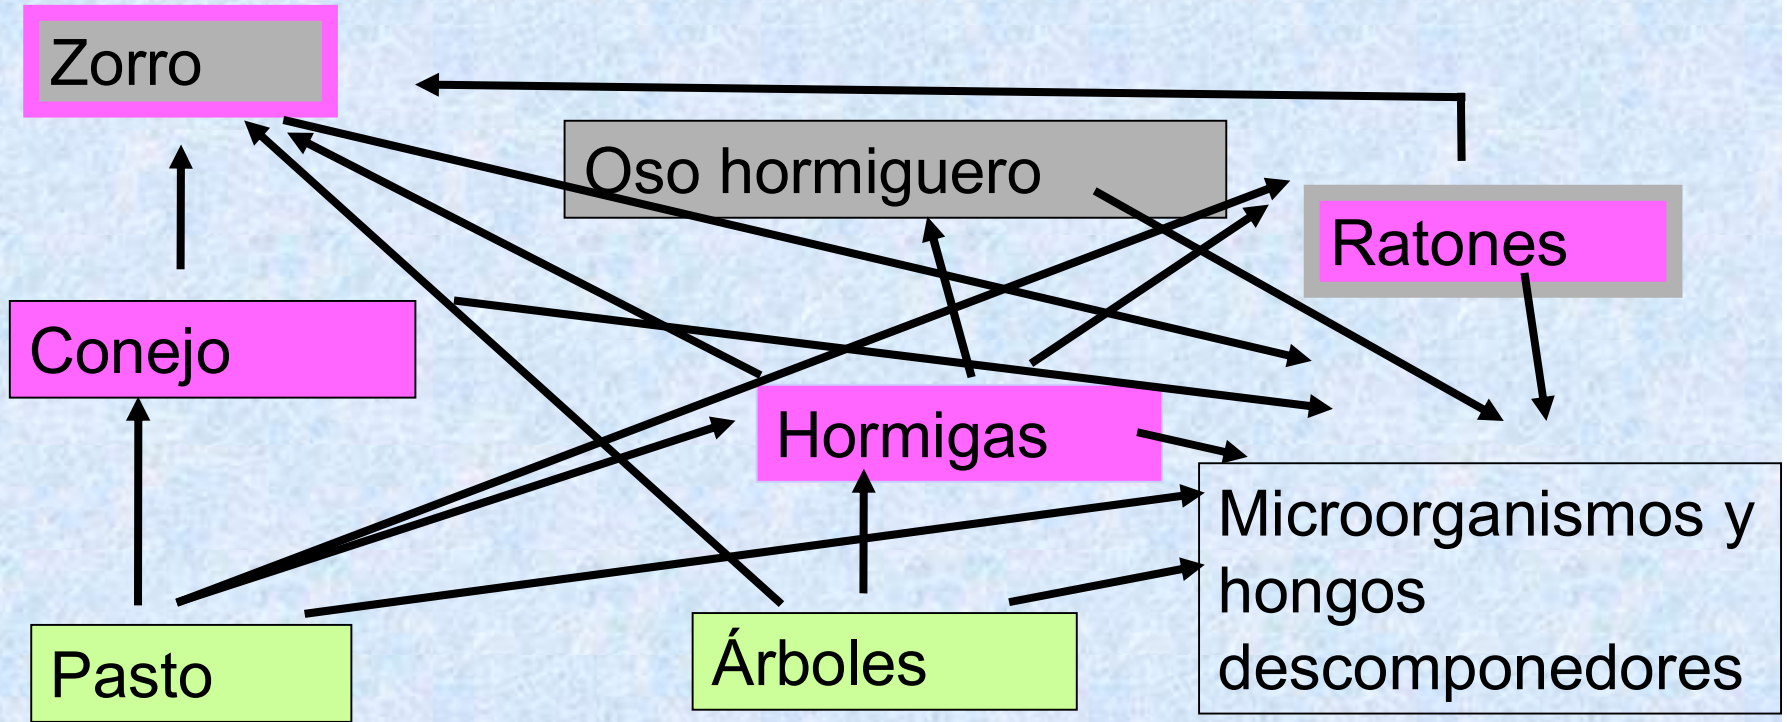 Zorro
Oso hormiguero
Ratones
Conejo
Hormigas
Microorganismos y
hongos
descomponedores
Pasto
Árboles